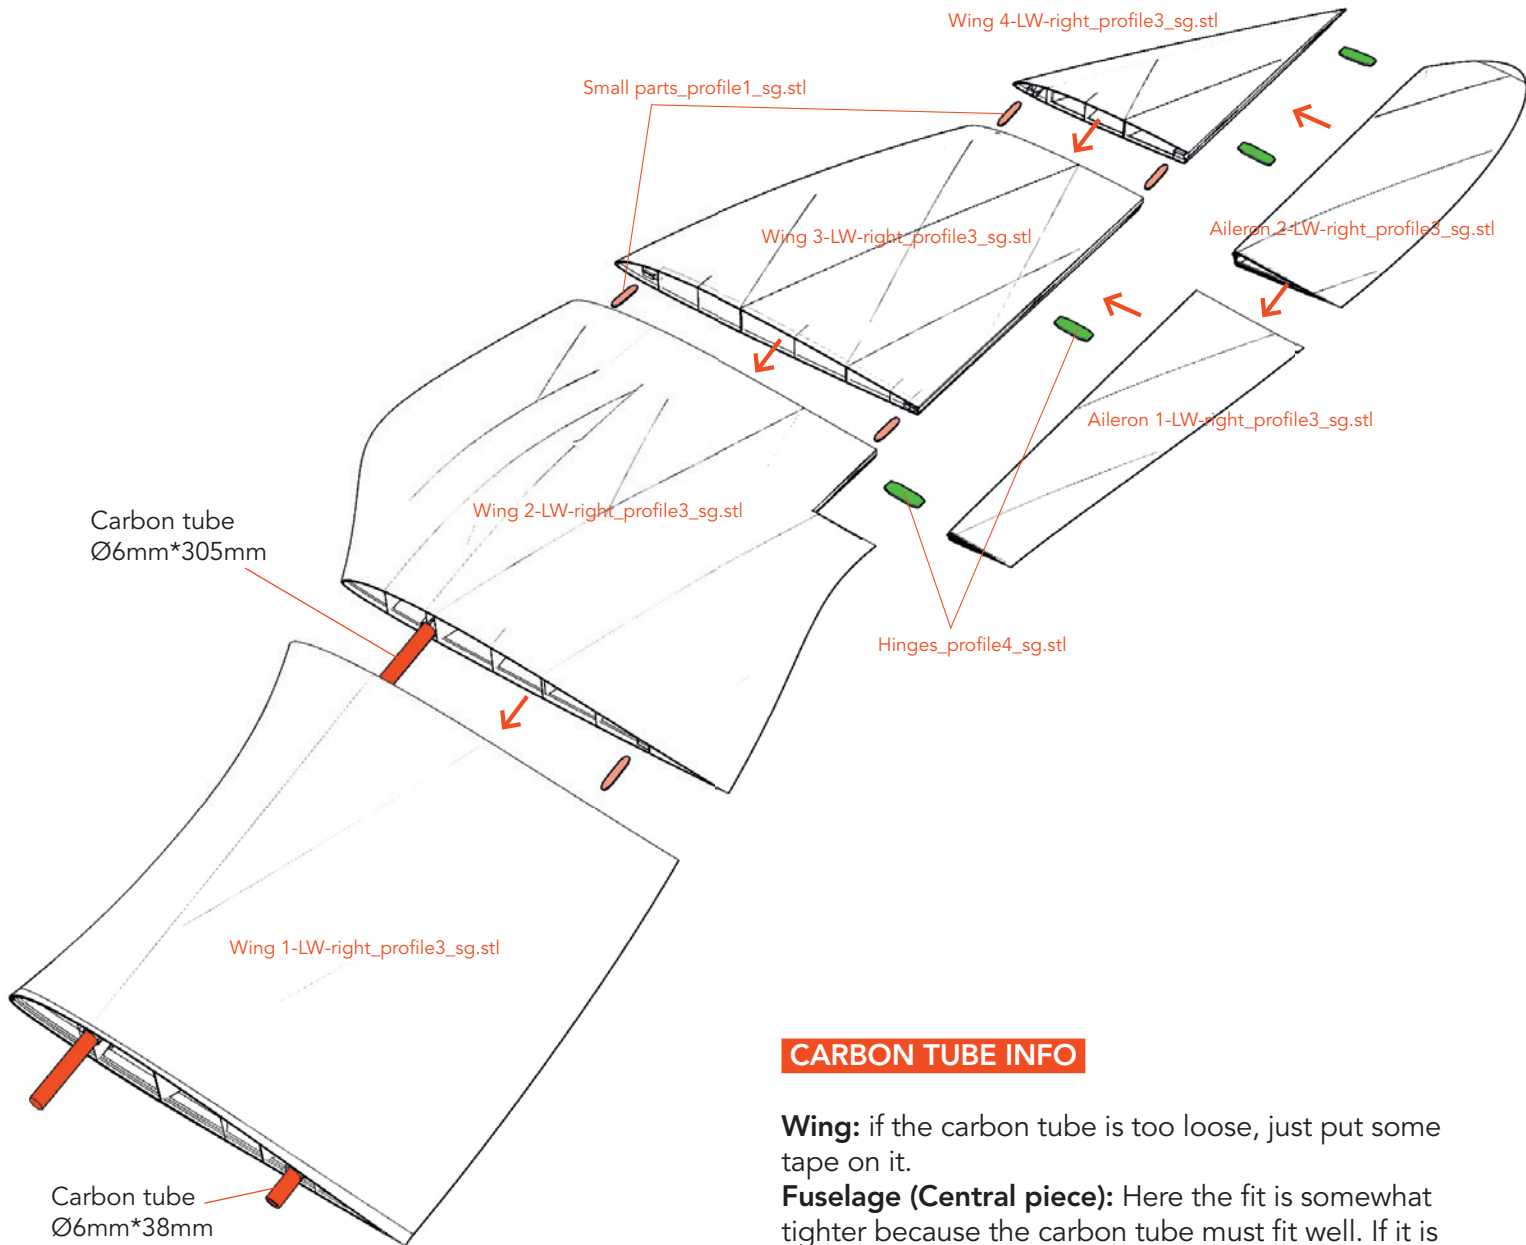 Wing 4-LW-right_profile3_sg.stl
Small parts_profile1_sg.stl
Wing 3-LW-right_profile3_sg.stl
Aileron 2-LW-right_profile3_sg.stl
Aileron 1-LW-right_profile3_sg.stl
Wing 2-LW-right_profile3_sg.stl
Carbon tube
Ø6mm*305mm
Hinges_profile4_sg.stl
Wing 1-LW-right_profile3_sg.stl
Carbon tube
Ø6mm*38mm
CARBON TUBE INFO
Wing: if the carbon tube is too loose, just put some
tape on it.
Fuselage (Central piece): Here the fit is somewhat
tighter because the carbon tube must fit well. If it is